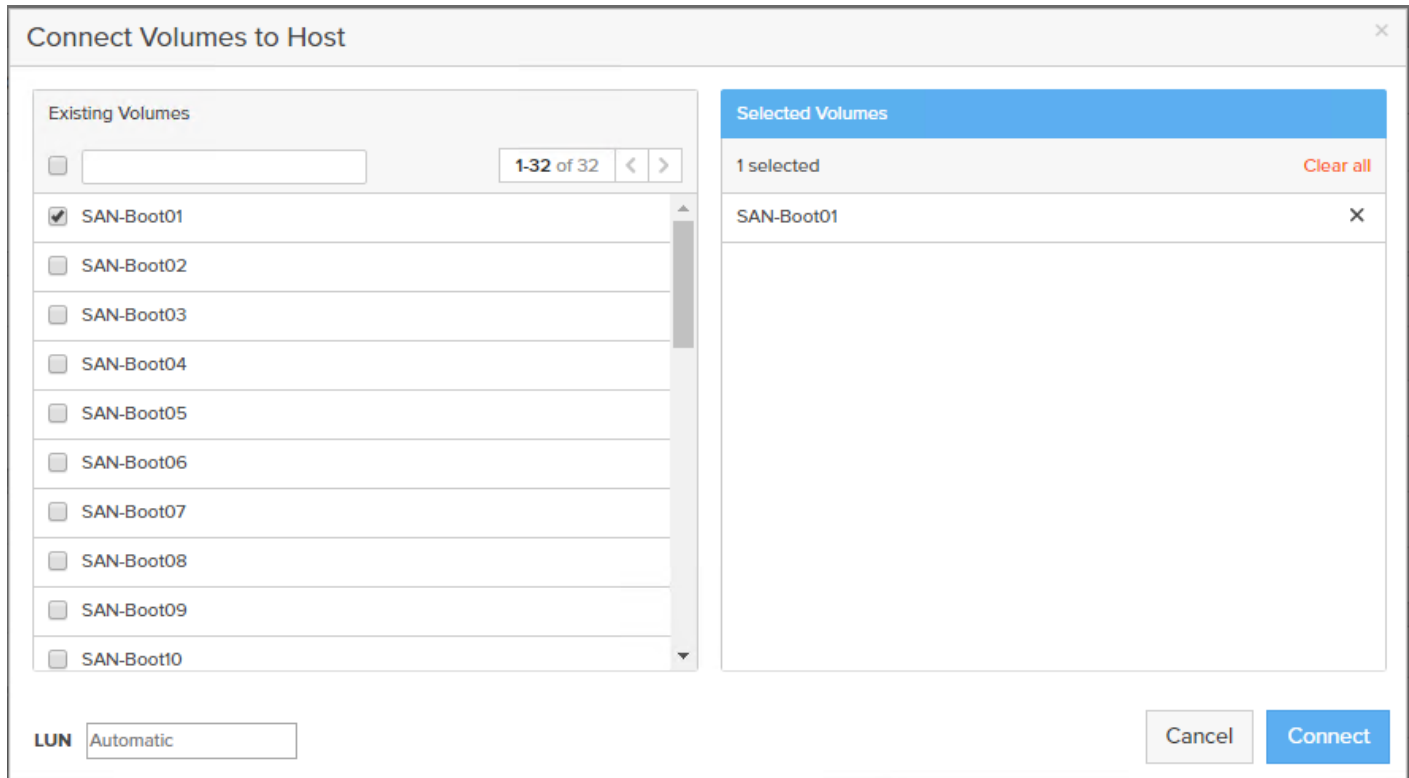 Connect Volumes to Host
Existing Volumes
1-32 of 32
SAN-Boot01
SAN-Boot02
SAN-Boot03
SAN-Boot04
SAN-Boot05
SAN-Boot06
SAN-Boot07
SAN-Boot08
SAN-Boot09
SAN-Boot10
Selected Volumes
1 selected Clear all
SAN-Boot01
LUN Automatic
Cancel Connect